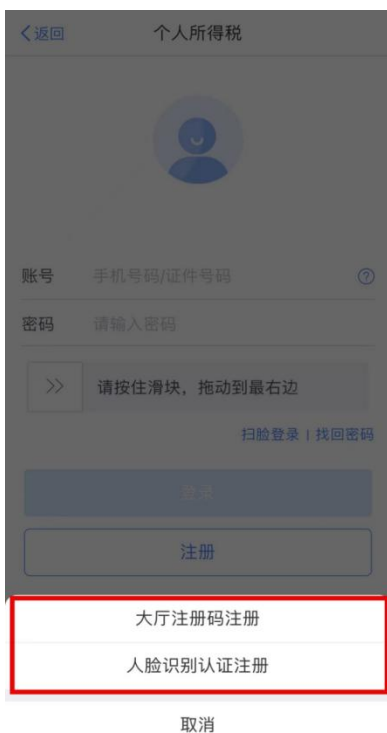 返回 个人所得税
账号 手机号码/证件号码
密码 请输入密码
>> 请按住滑块，拖动到最右边
扫脸登录 | 找回密码
登录
注册
大厅注册码注册
人脸识别认证注册
取消